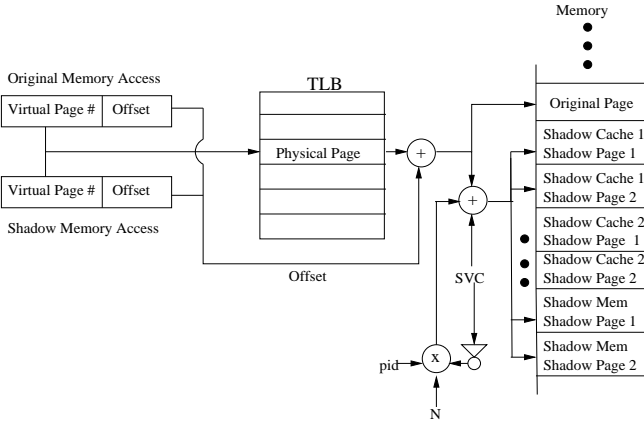 Memory
Original Memory Access
TLB
Virtual Page # Offset
Original Page
Shadow Cache 1
Shadow Page 1
Physical Page
+
Shadow Cache 1
Shadow Page 2
Virtual Page # Offset
+
Shadow Memory Access
Shadow Cache 2
Shadow Page 1
Shadow Cache 2
Shadow Page 2
Offset
SVC
Shadow Mem
Shadow Page 1
Shadow Mem
Shadow Page 2
pid
x
N